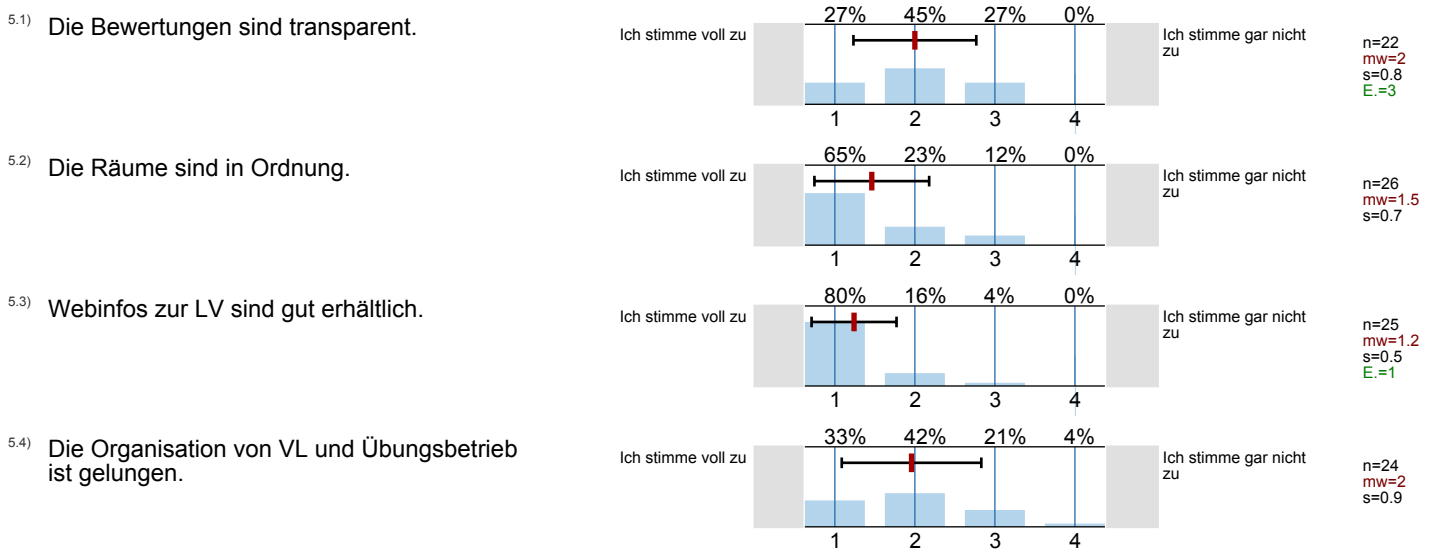 5.1) Die Bewertungen sind transparent.
27% 45% 27% 0%
Ich stimme voll zu
Ich stimme gar nicht
zu
n=22
mw=2
s=0.8
E.=3
1 2 3 4
5.2) Die Räume sind in Ordnung.
65% 23% 12% 0%
Ich stimme voll zu
Ich stimme gar nicht
zu
n=26
mw=1.5
s=0.7
1 2 3 4
5.3) Webinfos zur LV sind gut erhältlich.
80% 16% 4% 0%
Ich stimme voll zu
Ich stimme gar nicht
zu
n=25
mw=1.2
s=0.5
E.=1
1 2 3 4
5.4) Die Organisation von VL und Übungsbetrieb
ist gelungen.
33% 42% 21% 4%
Ich stimme voll zu
Ich stimme gar nicht
zu
n=24
mw=2
s=0.9
1 2 3 4